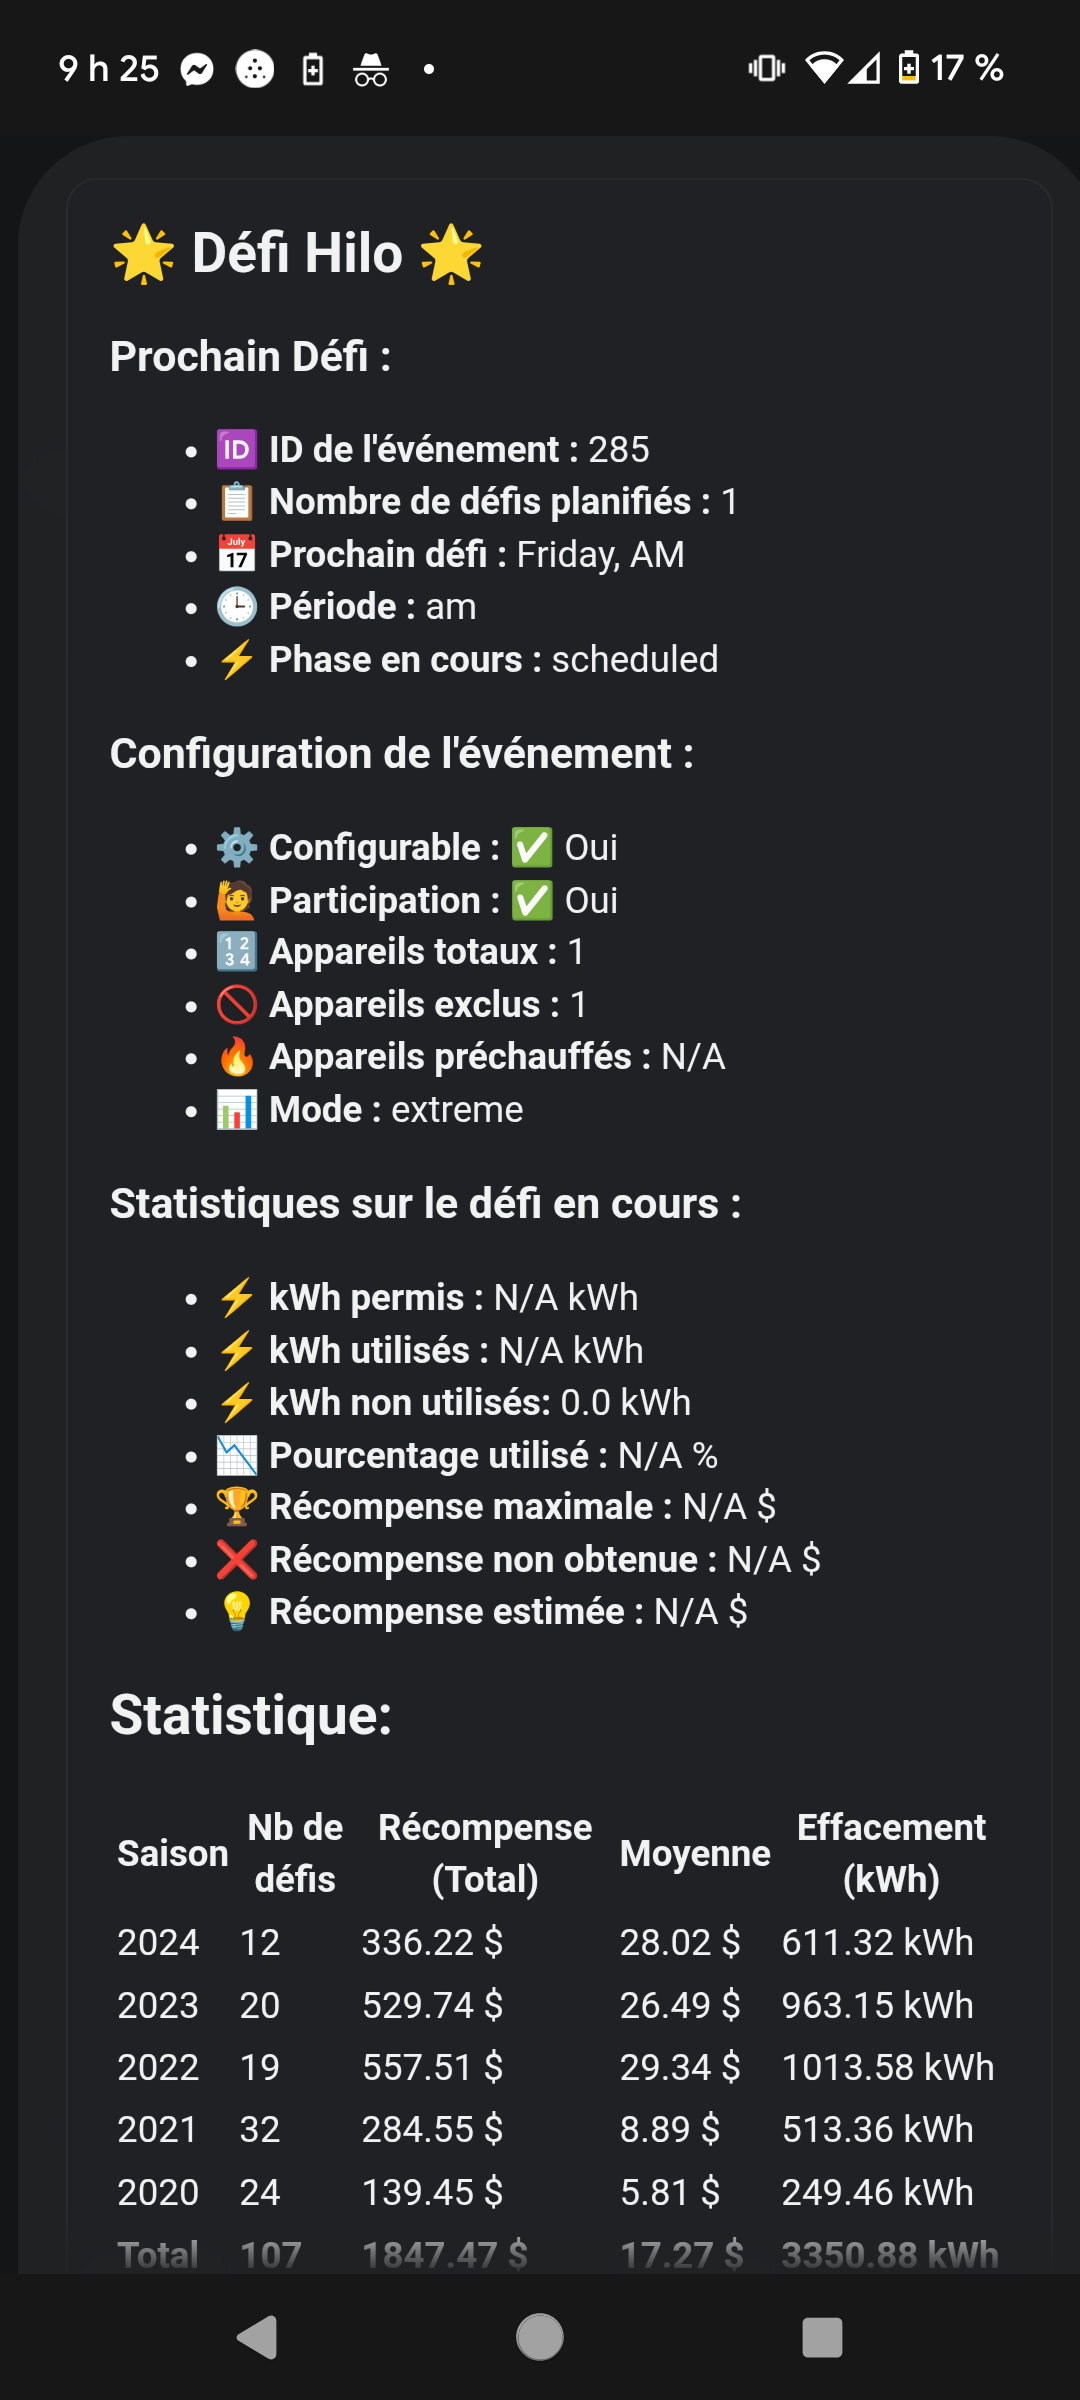 9 h 25 17 %
🌟 Défi Hilo 🌟
Prochain Défi :
• 🆔 ID de l'événement : 285
• 📋 Nombre de défis planifiés : 1
• 📅 Prochain défi : Friday, AM
• 🕒 Période : am
• ⚡ Phase en cours : scheduled
Configuration de l'événement :
• ⚙️ Configurable : ✅ Oui
• 🙋 Participation : ✅ Oui
• 🔢 Appareils totaux : 1
• 🚫 Appareils exclus : 1
• 🔥 Appareils préchauffés : N/A
• 📊 Mode : extreme
Statistiques sur le défi en cours :
• ⚡ kWh permis : N/A kWh
• ⚡ kWh utilisés : N/A kWh
• ⚡ kWh non utilisés: 0.0 kWh
• 📉 Pourcentage utilisé : N/A %
• 🏆 Récompense maximale : N/A $
• ❌ Récompense non obtenue : N/A $
• 💡 Récompense estimée : N/A $
Statistique:
Saison Nb de défis Récompense (Total) Moyenne Effacement (kWh)
2024 12 336.22 $ 28.02 $ 611.32 kWh
2023 20 529.74 $ 26.49 $ 963.15 kWh
2022 19 557.51 $ 29.34 $ 1013.58 kWh
2021 32 284.55 $ 8.89 $ 513.36 kWh
2020 24 139.45 $ 5.81 $ 249.46 kWh
Total 107 1847.47 $ 17.27 $ 3350.88 kWh